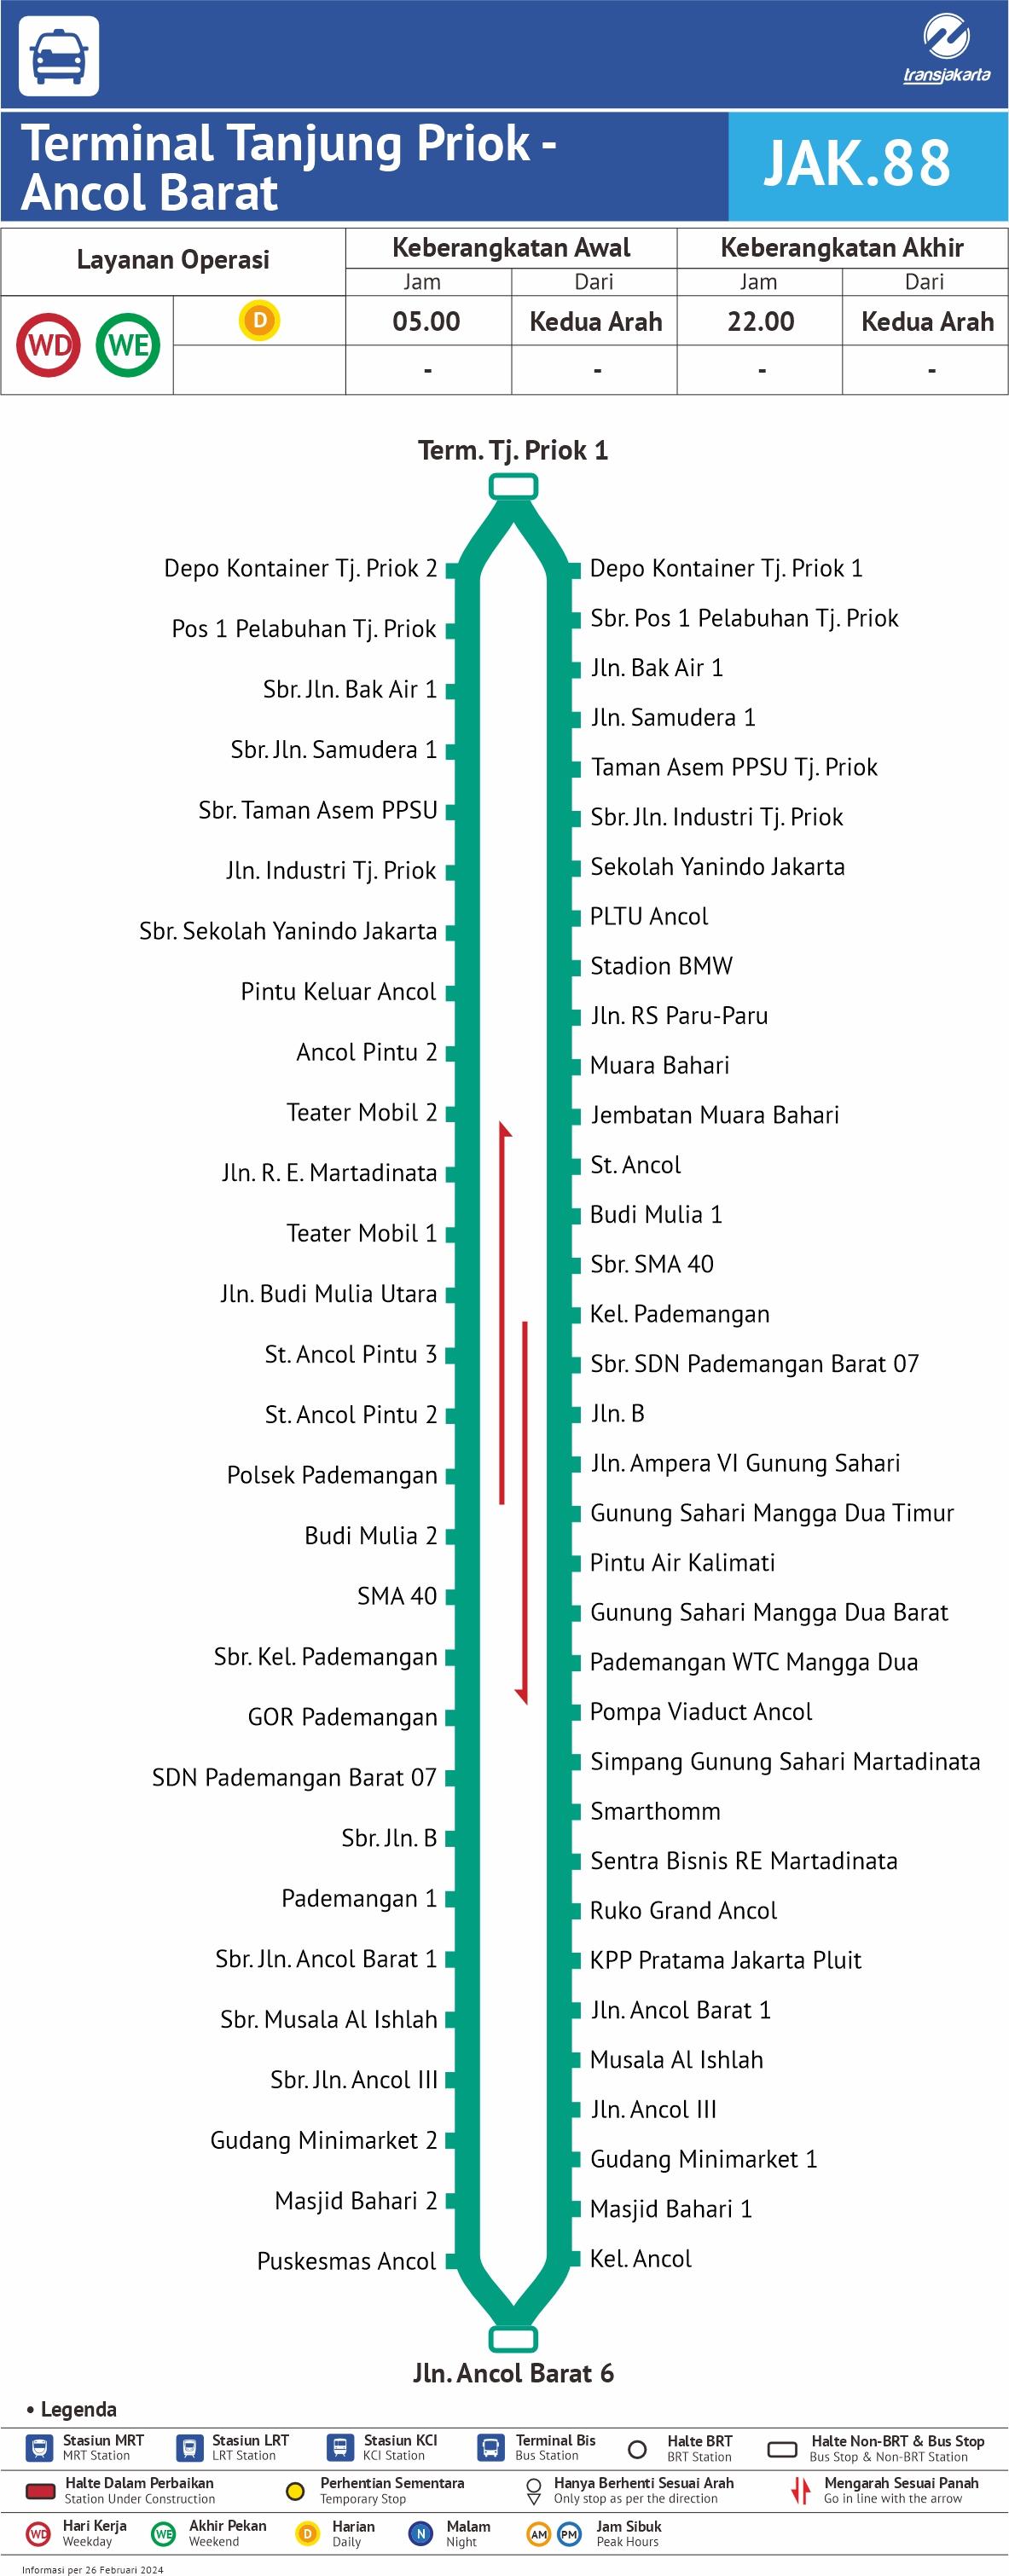 transjakarta
Terminal Tanjung Priok -
Ancol Barat
JAK.88
Layanan Operasi
Keberangkatan Awal
Keberangkatan Akhir
Jam
Dari
Jam
Dari
WD
WE
D
05.00
Kedua Arah
22.00
Kedua Arah
-
-
-
-
Term. Tj. Priok 1
Depo Kontainer Tj. Priok 2
Pos 1 Pelabuhan Tj. Priok
Sbr. Jln. Bak Air 1
Sbr. Jln. Samudera 1
Sbr. Taman Asem PPSU
Jln. Industri Tj. Priok
Sbr. Sekolah Yanindo Jakarta
Pintu Keluar Ancol
Ancol Pintu 2
Teater Mobil 2
Jln. R. E. Martadinata
Teater Mobil 1
Jln. Budi Mulia Utara
St. Ancol Pintu 3
St. Ancol Pintu 2
Polsek Pademangan
Budi Mulia 2
SMA 40
Sbr. Kel. Pademangan
GOR Pademangan
SDN Pademangan Barat 07
Sbr. Jln. B
Pademangan 1
Sbr. Jln. Ancol Barat 1
Sbr. Musala Al Ishlah
Sbr. Jln. Ancol III
Gudang Minimarket 2
Masjid Bahari 2
Puskesmas Ancol
Depo Kontainer Tj. Priok 1
Sbr. Pos 1 Pelabuhan Tj. Priok
Jln. Bak Air 1
Jln. Samudera 1
Taman Asem PPSU Tj. Priok
Sbr. Jln. Industri Tj. Priok
Sekolah Yanindo Jakarta
PLTU Ancol
Stadion BMW
Jln. RS Paru-Paru
Muara Bahari
Jembatan Muara Bahari
St. Ancol
Budi Mulia 1
Sbr. SMA 40
Kel. Pademangan
Sbr. SDN Pademangan Barat 07
Jln. B
Jln. Ampera VI Gunung Sahari
Gunung Sahari Mangga Dua Timur
Pintu Air Kalimati
Gunung Sahari Mangga Dua Barat
Pademangan WTC Mangga Dua
Pompa Viaduct Ancol
Simpang Gunung Sahari Martadinata
Smarthomm
Sentra Bisnis RE Martadinata
Ruko Grand Ancol
KPP Pratama Jakarta Pluit
Jln. Ancol Barat 1
Musala Al Ishlah
Jln. Ancol III
Gudang Minimarket 1
Masjid Bahari 1
Kel. Ancol
Jln. Ancol Barat 6
• Legenda
Stasiun MRT
MRT Station
Stasiun LRT
LRT Station
Stasiun KCI
KCI Station
Terminal Bis
Bus Station
Halte BRT
BRT Station
Halte Non-BRT & Bus Stop
Bus Stop & Non-BRT Station
Halte Dalam Perbaikan
Station Under Construction
Perhentian Sementara
Temporary Stop
Hanya Berhenti Sesuai Arah
Only stop as per the direction
Mengarah Sesuai Panah
Go in line with the arrow
WD
Hari Kerja
Weekday
WE
Akhir Pekan
Weekend
D
Harian
Daily
N
Malam
Night
AM
PM
Jam Sibuk
Peak Hours
Informasi per 26 Februari 2024